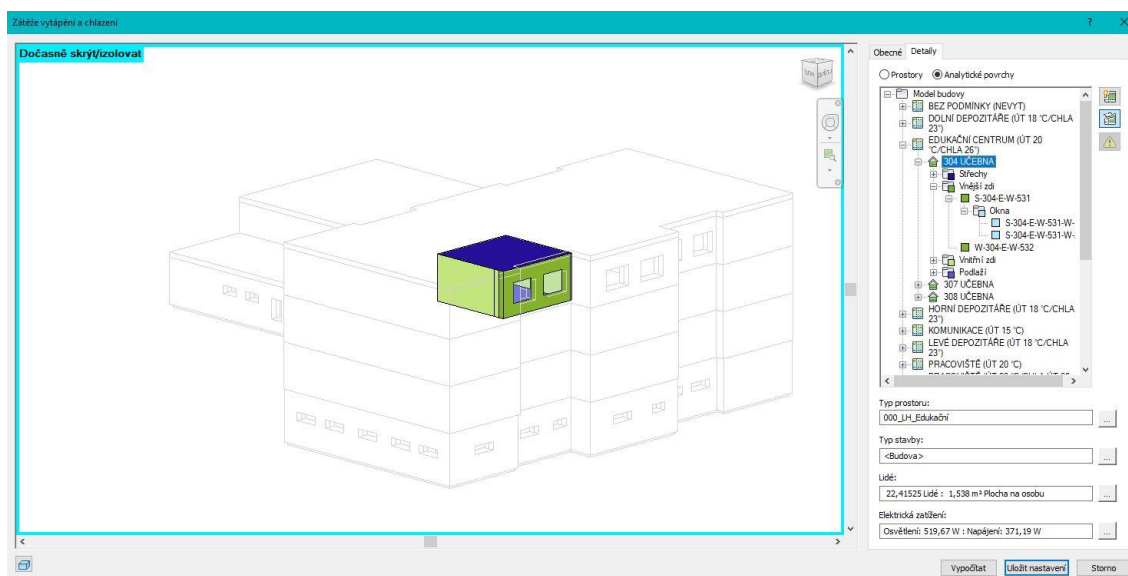 Zátěže vytápění a chlazení
?
Dočasně skrýt/izolovat
Obecné
Detaily
Prostory
Analytické povrchy
Model budovy
BEZ PODMÍNKY (NEVYT)
DOLNÍ DEPOZITÁŘE (ÚT 18 °C/CHLA
23°)
EDUKAČNÍ CENTRUM (ÚT 20
°C/CHLA 26°)
304 UČEBNA
Střechy
Vnější zdi
S-304-E-W-531
Okna
S-304-E-W-531-W-
S-304-E-W-531-W-
W-304-E-W-532
Vnitřní zdi
Podlaží
307 UČEBNA
308 UČEBNA
HORNÍ DEPOZITÁŘE (ÚT 18 °C/CHLA
23°)
KOMUNIKACE (ÚT 15 °C)
LEVÉ DEPOZITÁŘE (ÚT 18 °C/CHLA
23°)
PRACOVIŠTĚ (ÚT 20 °C)
Typ prostoru:
000_LH_Edukační
...
Typ stavby:
<Budova>
...
Lidé:
22,41525 Lidé : 1,538 m² Plocha na osobu
...
Elektrická zatížení:
Osvětlení: 519,67 W : Napájení: 371,19 W
...
Vypočítat
Uložit nastavení
Storno